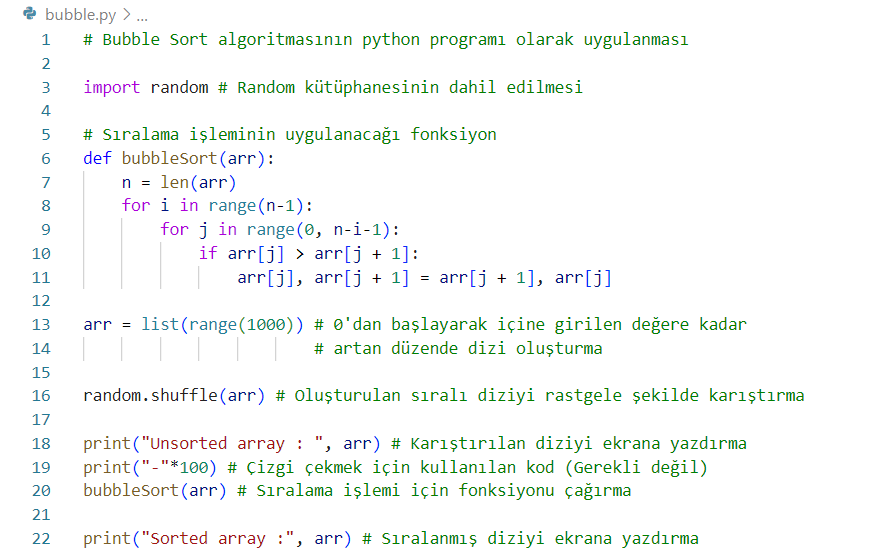 bubble.py > ...
1 # Bubble Sort algoritmasının python programı olarak uygulanması
2
3 import random # Random kütüphanesinin dahil edilmesi
4
5 # Sıralama işleminin uygulanacağı fonksiyon
6 def bubbleSort(arr):
7     n = len(arr)
8     for i in range(n-1):
9         for j in range(0, n-i-1):
10             if arr[j] > arr[j + 1]:
11                 arr[j], arr[j + 1] = arr[j + 1], arr[j]
12
13 arr = list(range(1000)) # 0'dan başlayarak içine girilen değere kadar
14                         # artan düzende dizi oluşturma
15
16 random.shuffle(arr) # Oluşturulan sıralı diziyi rastgele şekilde karıştırma
17
18 print("Unsorted array : ", arr) # Karıştırılan diziyi ekrana yazdırma
19 print("-"*100) # Çizgi çekmek için kullanılan kod (Gerekli değil)
20 bubbleSort(arr) # Sıralama işlemi için fonksiyonu çağırma
21
22 print("Sorted array :", arr) # Sıralanmış diziyi ekrana yazdırma